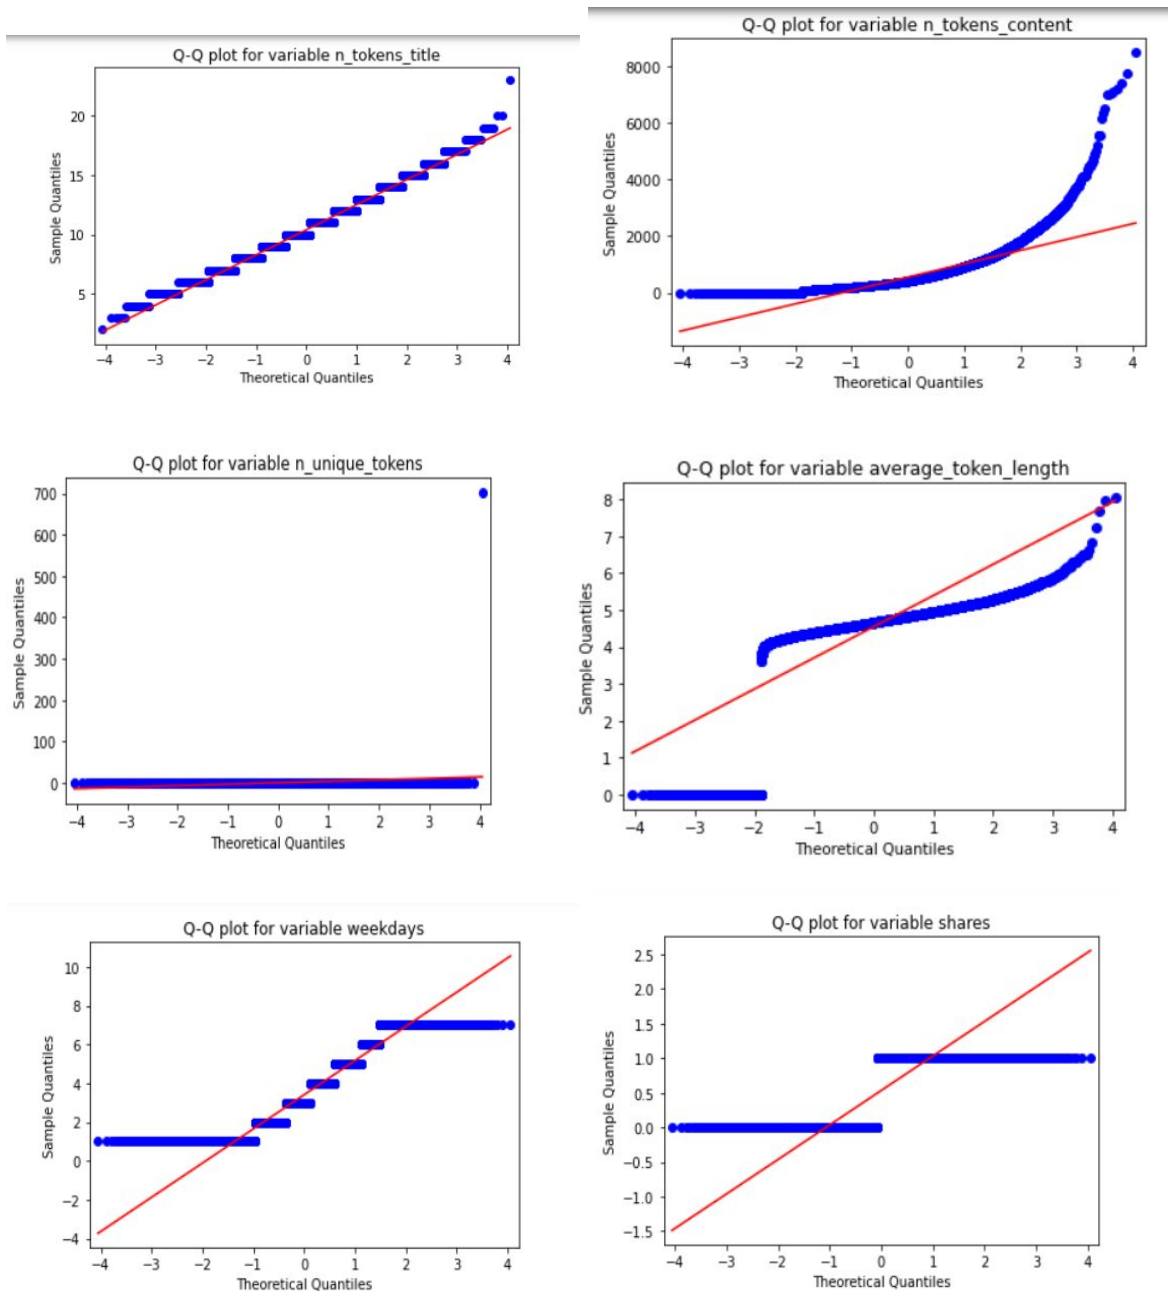 Q-Q plot for variable n_tokens_title
20
15
10
5
Sample Quantiles
−4 −3 −2 −1 0 1 2 3 4
Theoretical Quantiles
Q-Q plot for variable n_tokens_content
8000
6000
4000
2000
0
Sample Quantiles
−4 −3 −2 −1 0 1 2 3 4
Theoretical Quantiles
Q-Q plot for variable n_unique_tokens
700
600
500
400
300
200
100
0
Sample Quantiles
−4 −3 −2 −1 0 1 2 3 4
Theoretical Quantiles
Q-Q plot for variable average_token_length
8
7
6
5
4
3
2
1
0
Sample Quantiles
−4 −3 −2 −1 0 1 2 3 4
Theoretical Quantiles
Q-Q plot for variable weekdays
10
8
6
4
2
0
−2
−4
Sample Quantiles
−4 −3 −2 −1 0 1 2 3 4
Theoretical Quantiles
Q-Q plot for variable shares
2.5
2.0
1.5
1.0
0.5
0.0
−0.5
−1.0
−1.5
Sample Quantiles
−4 −3 −2 −1 0 1 2 3 4
Theoretical Quantiles